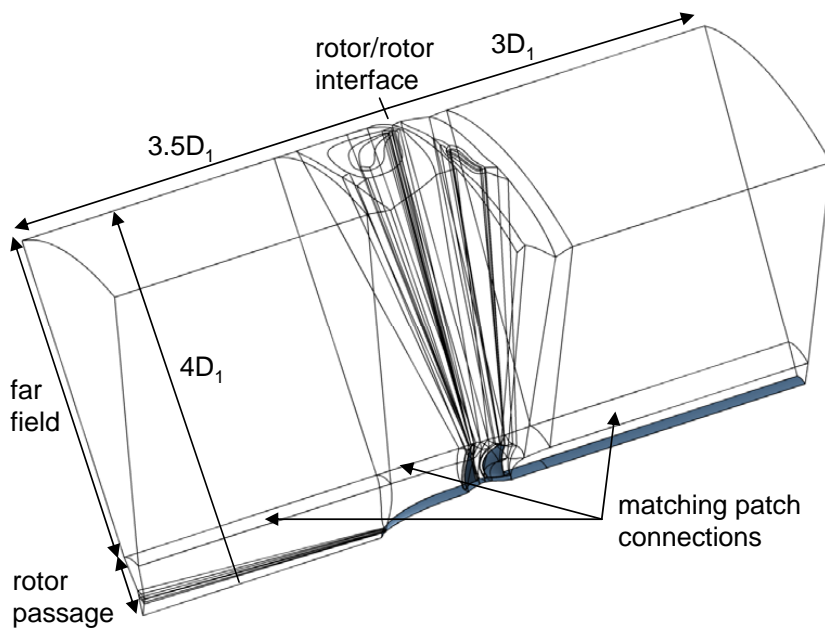 rotor/rotor
interface
3D₁
3.5D₁
4D₁
far
field
matching patch
connections
rotor
passage